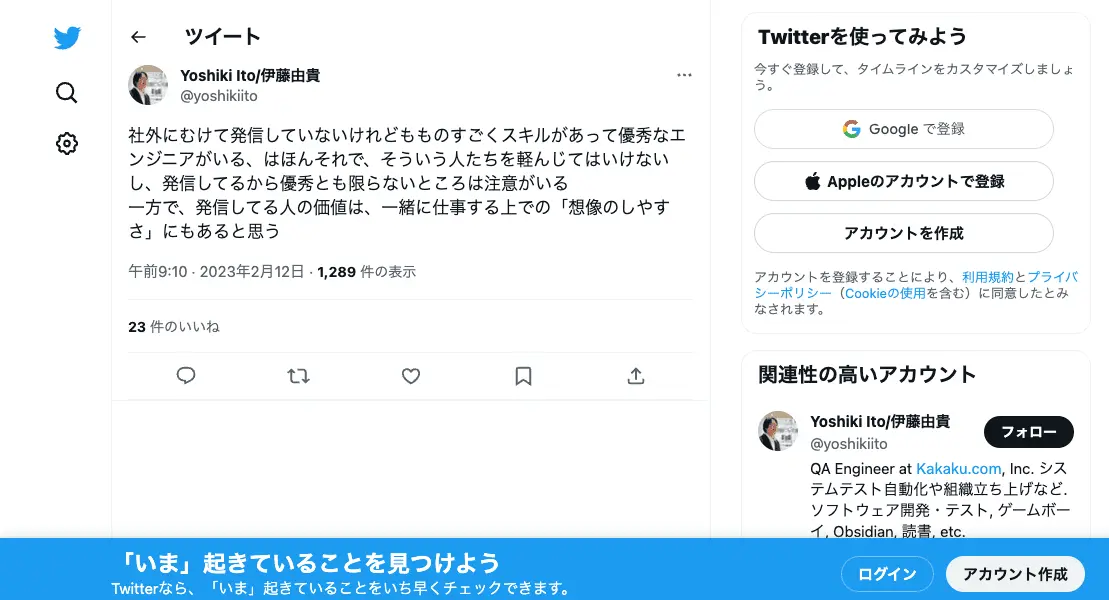 ツイート
Yoshiki Ito/伊藤由貴
@yoshikiito
社外にむけて発信していないけれどもものすごくスキルがあって優秀なエ
ンジニアがいる、はほんそれで、そういう人たちを軽んじてはいけない
し、発信してるから優秀とも限らないところは注意がいる
一方で、発信してる人の価値は、一緒に仕事する上での「想像のしやす
さ」にもあると思う
午前9:10 · 2023年2月12日 · 1,289 件の表示
23 件のいいね
Twitterを使ってみよう
今すぐ登録して、タイムラインをカスタマイズしましょ
う。
Google で登録
Appleのアカウントで登録
アカウントを作成
アカウントを登録することにより、利用規約とプライバ
シーポリシー（Cookieの使用を含む）に同意したとみ
なされます。
関連性の高いアカウント
Yoshiki Ito/伊藤由貴
@yoshikiito
フォロー
QA Engineer at Kakaku.com, Inc. シス
テムテスト自動化や組織立ち上げなど.
ソフトウェア開発・テスト, ゲームボー
イ, Obsidian, 読書, etc.
「いま」起きていることを見つけよう
Twitterなら、「いま」起きていることをいち早くチェックできます。
ログイン
アカウント作成